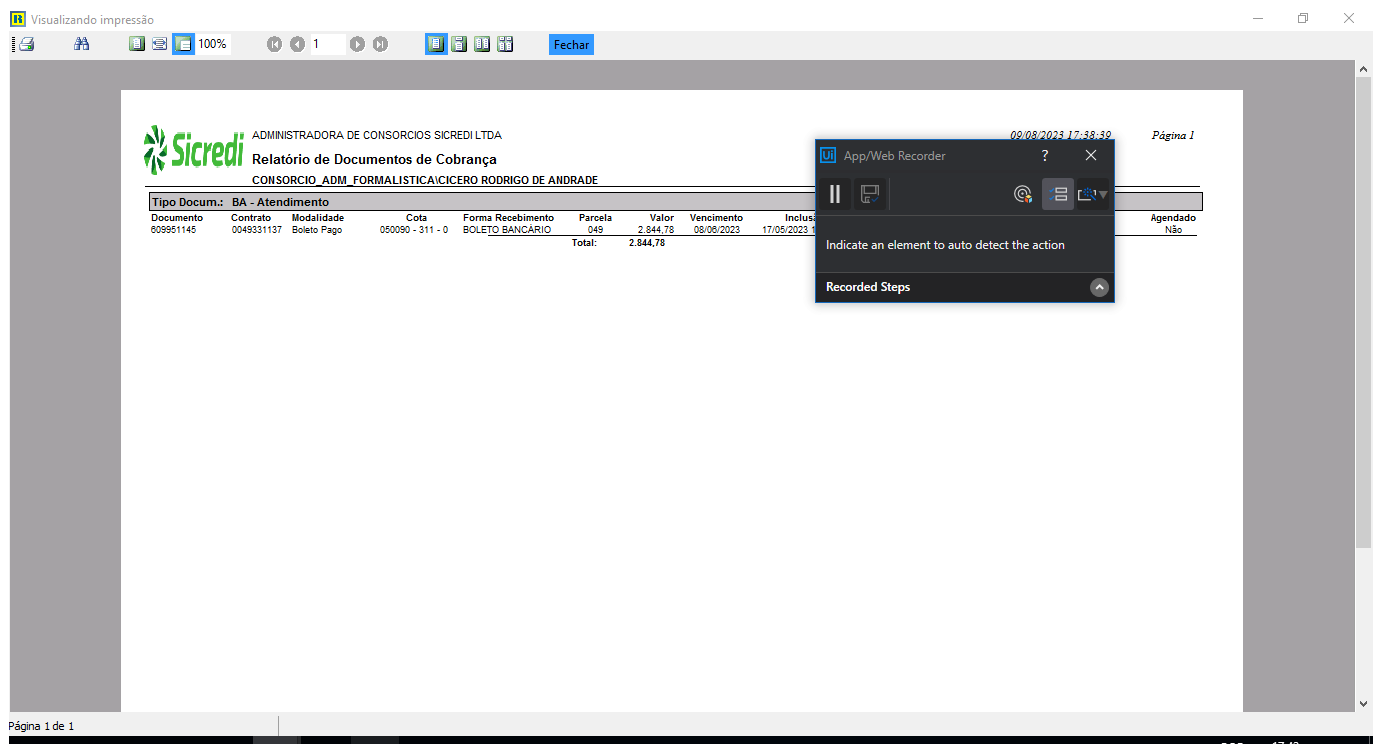 Visualizando impressão
100%
1
Fechar
Sicredi
ADMINISTRADORA DE CONSORCIOS SICREDI LTDA
09/08/2023 17:38:39
Página 1
Relatório de Documentos de Cobrança
CONSORCIO_ADM_FORMALISTICA\CICERO RODRIGO DE ANDRADE
Tipo Docum.: BA - Atendimento
Documento Contrato Modalidade Cota Forma Recebimento Parcela Valor Vencimento Agendado
609951145 0049331137 Boleto Pago 050090 - 311 - 0 BOLETO BANCÁRIO 049 2.844,78 08/06/2023 17/05/2023 Não
Total: 2.844,78
Ui App/Web Recorder ?
Indicate an element to auto detect the action
Recorded Steps
Página 1 de 1